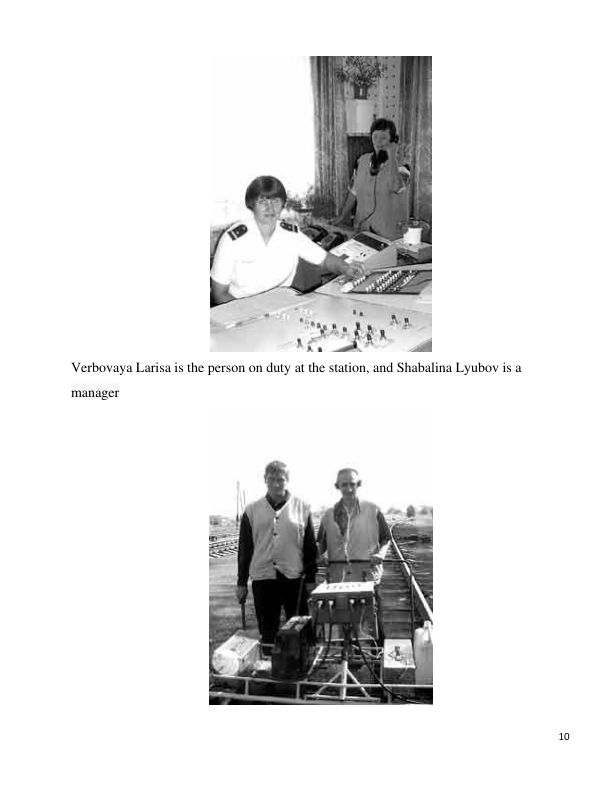 Verbovaya Larisa is the person on duty at the station, and Shabalina Lyubov is a
manager
10